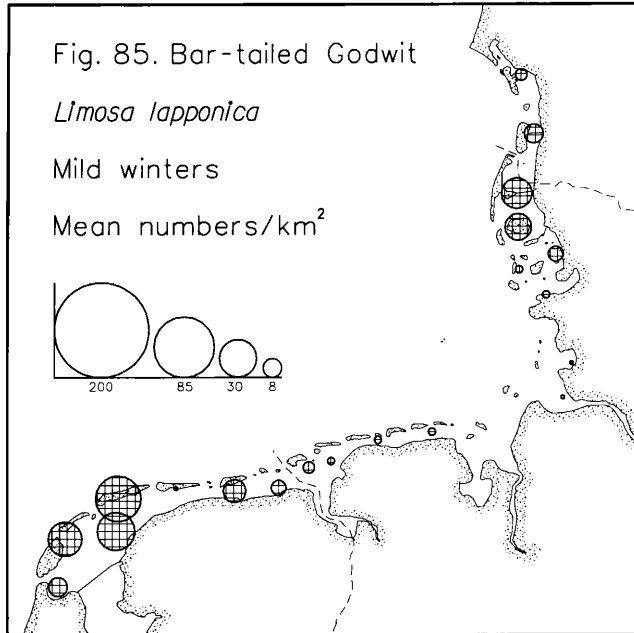 Fig. 85. Bar-tailed Godwit
Limosa lapponica
Mild winters
Mean numbers/km²
200 85 30 8